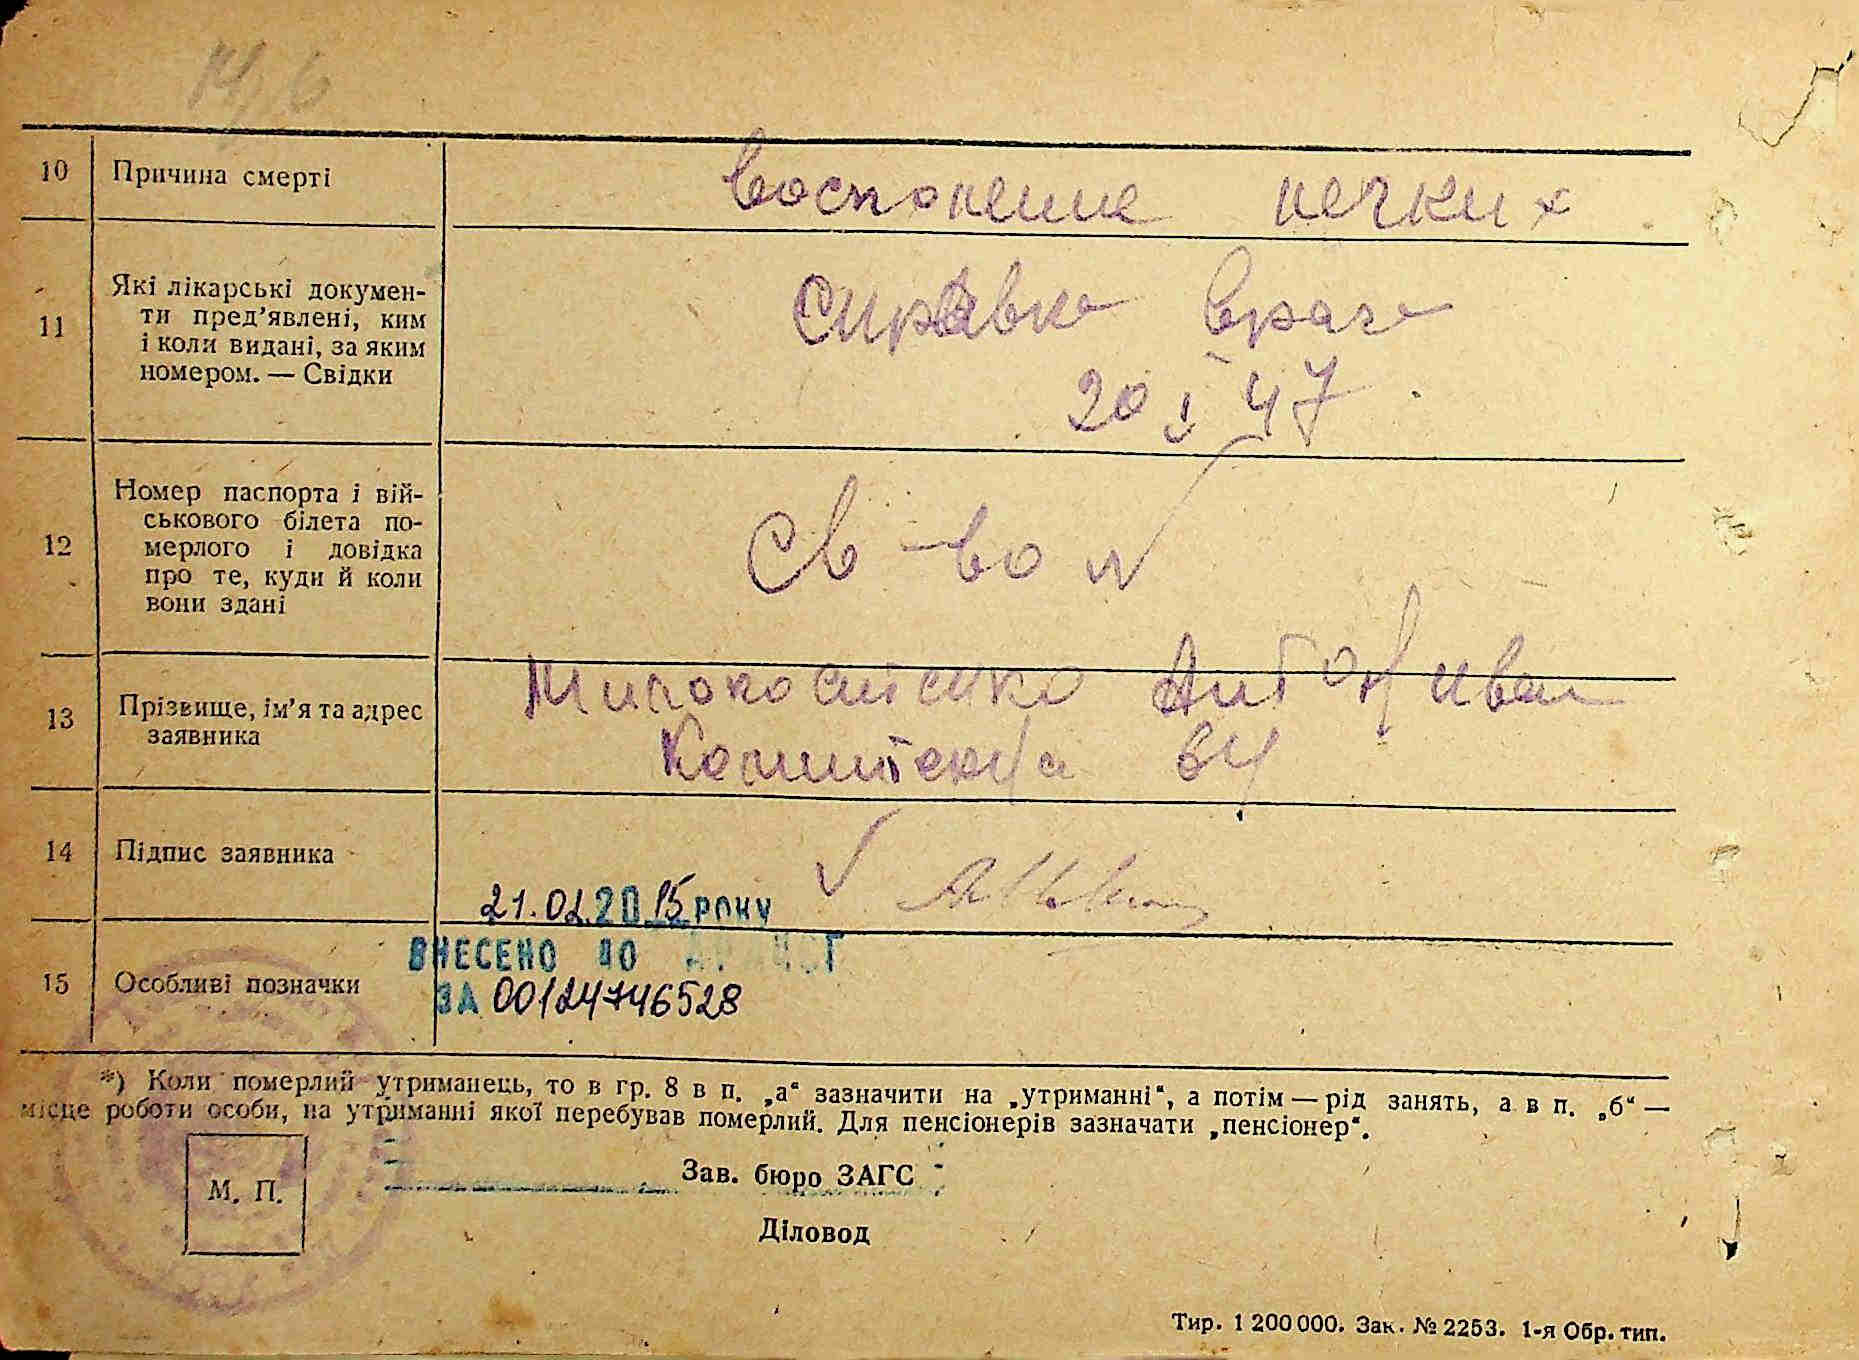 10 Причина смерті
воспопение печких
11 Які лікарські докумен-
ти пред’явлені, ким
і коли видані, за яким
номером. — Свідки
справка врача
20 I 47
12 Номер паспорта і вій-
ськового білета по-
мерлого і довідка
про те, куди й коли
вони здані
Св-во
13 Прізвище, ім’я та адрес
заявника
Антон Иван
64
14 Підпис заявника
21.02.2015 РОКУ
ВНЕСЕНО ДО
15 Особливі позначки
ЗА 00124746528
*) Коли померлий утриманець, то в гр. 8 в п. „а“ зазначити на „утриманні“, а потім — рід занять, а в п. „б“ —
місце роботи особи, на утриманні якої перебував померлий. Для пенсіонерів зазначати „пенсіонер“.
М. П.
Зав. бюро ЗАГС
Діловод
Тир. 1 200 000. Зак. № 2253. 1-я Обр. тип.